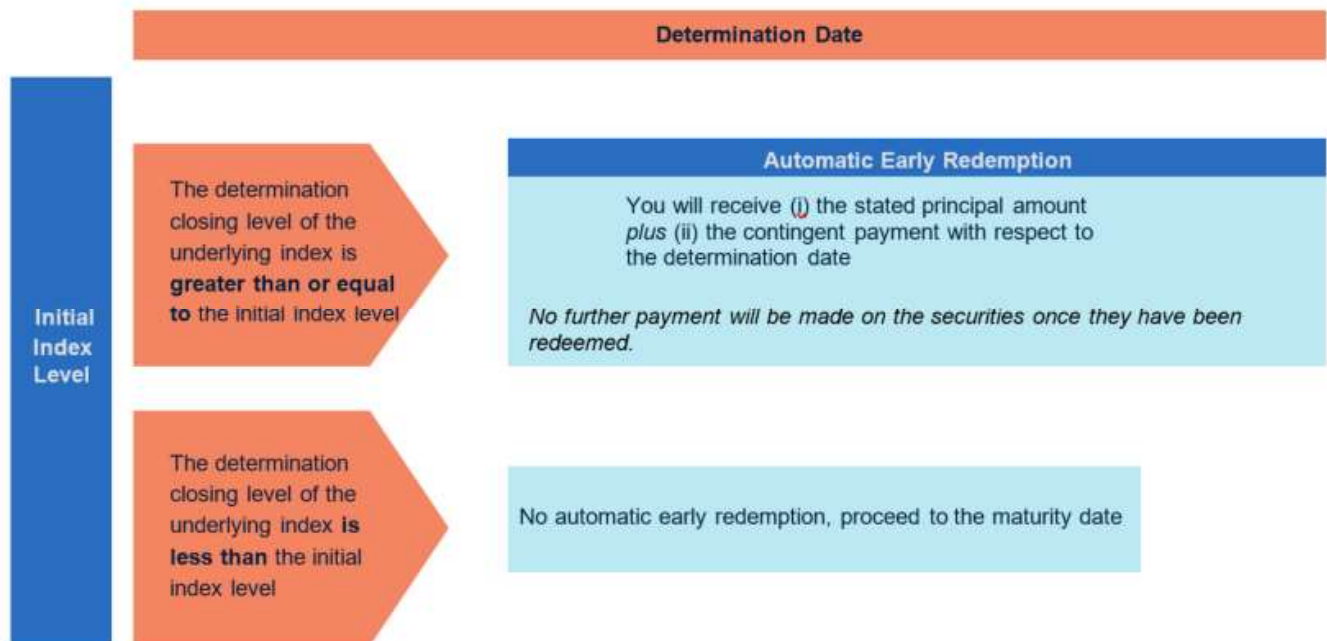 Determination Date
Initial
Index
Level
The determination
closing level of the
underlying index is
greater than or equal
to the initial index level
Automatic Early Redemption
You will receive (i) the stated principal amount
plus (ii) the contingent payment with respect to
the determination date
No further payment will be made on the securities once they have been
redeemed.
The determination
closing level of the
underlying index is
less than the initial
index level
No automatic early redemption, proceed to the maturity date